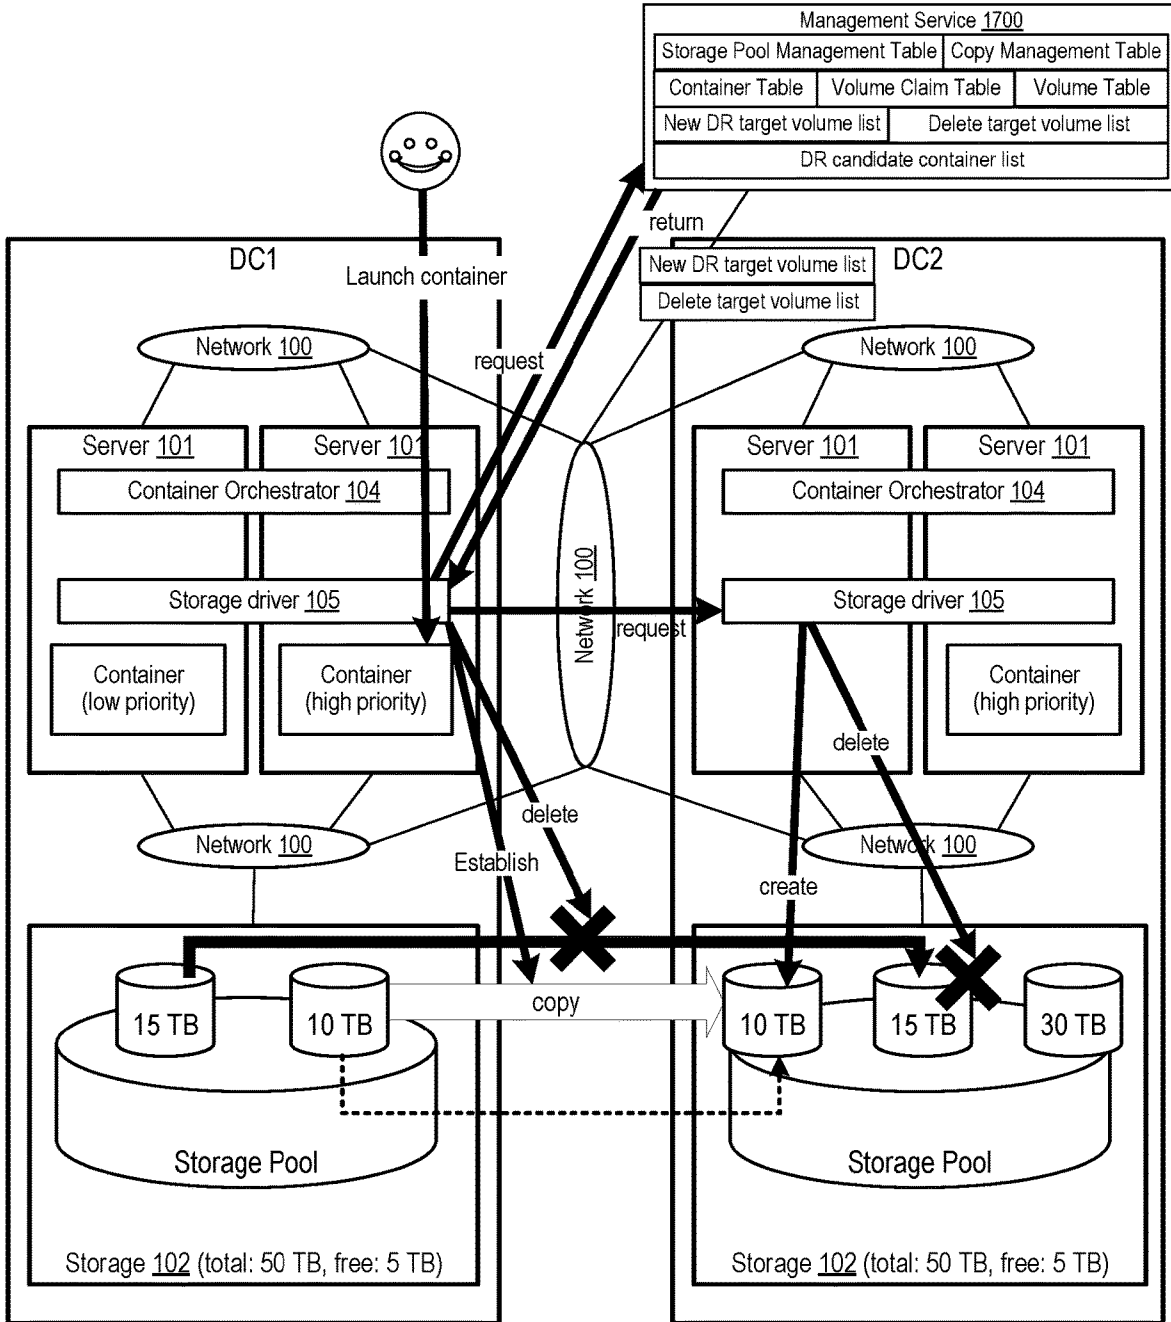 Management Service 1700
Storage Pool Management Table
Copy Management Table
Container Table
Volume Claim Table
Volume Table
New DR target volume list
Delete target volume list
DR candidate container list
return
New DR target volume list
Delete target volume list
DC1
Launch container
DC2
Network 100
request
Network 100
Server 101
Server 101
Container Orchestrator 104
Storage driver 105
Container
(low priority)
Container
(high priority)
Network 100
request
Server 101
Server 101
Container Orchestrator 104
Storage driver 105
Container
(high priority)
delete
delete
Establish
create
Network 100
Network 100
15 TB
10 TB
copy
10 TB
15 TB
30 TB
Storage Pool
Storage Pool
Storage 102 (total: 50 TB, free: 5 TB)
Storage 102 (total: 50 TB, free: 5 TB)